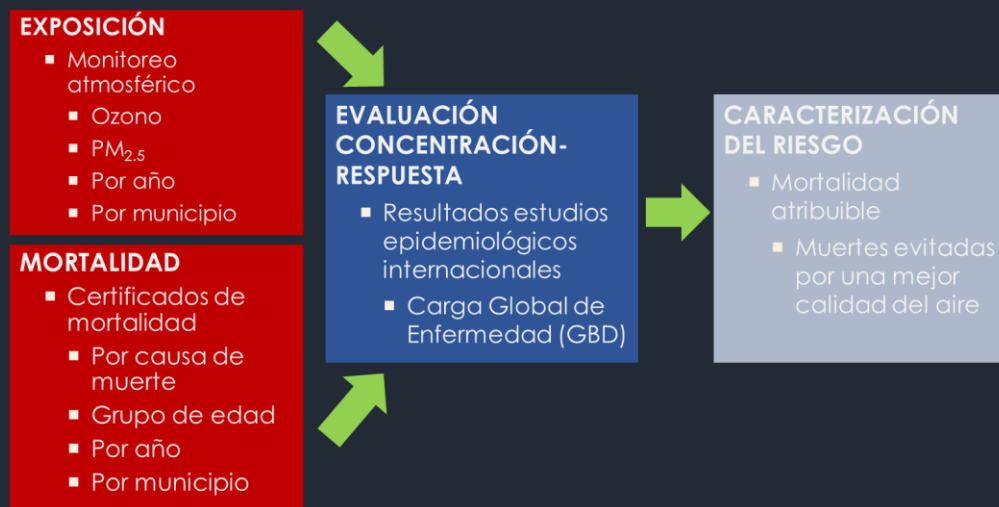 EXPOSICIÓN
▪ Monitoreo
atmosférico
▪ Ozono
▪ PM2.5
▪ Por año
▪ Por municipio
MORTALIDAD
▪ Certificados de
mortalidad
▪ Por causa de
muerte
▪ Grupo de edad
▪ Por año
▪ Por municipio
EVALUACIÓN
CONCENTRACIÓN-
RESPUESTA
▪ Resultados estudios
epidemiológicos
internacionales
▪ Carga Global de
Enfermedad (GBD)
CARACTERIZACIÓN
DEL RIESGO
▪ Mortalidad
atribuible
▪ Muertes evitadas
por una mejor
calidad del aire